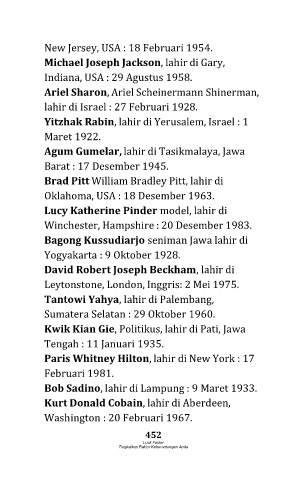 New Jersey, USA : 18 Februari 1954.
Michael Joseph Jackson, lahir di Gary,
Indiana, USA : 29 Agustus 1958.
Ariel Sharon, Ariel Scheinermann Shinerman,
lahir di Israel : 27 Februari 1928.
Yitzhak Rabin, lahir di Yerusalem, Israel : 1
Maret 1922.
Agum Gumelar, lahir di Tasikmalaya, Jawa
Barat : 17 Desember 1945.
Brad Pitt William Bradley Pitt, lahir di
Oklahoma, USA : 18 Desember 1963.
Lucy Katherine Pinder model, lahir di
Winchester, Hampshire : 20 Desember 1983.
Bagong Kussudiarjo seniman Jawa lahir di
Yogyakarta : 9 Oktober 1928.
David Robert Joseph Beckham, lahir di
Leytonstone, London, Inggris: 2 Mei 1975.
Tantowi Yahya, lahir di Palembang,
Sumatera Selatan : 29 Oktober 1960.
Kwik Kian Gie, Politikus, lahir di Pati, Jawa
Tengah : 11 Januari 1935.
Paris Whitney Hilton, lahir di New York : 17
Februari 1981.
Bob Sadino, lahir di Lampung : 9 Maret 1933.
Kurt Donald Cobain, lahir di Aberdeen,
Washington : 20 Februari 1967.
452
Tingkatkan Faktor Keberuntungan Anda